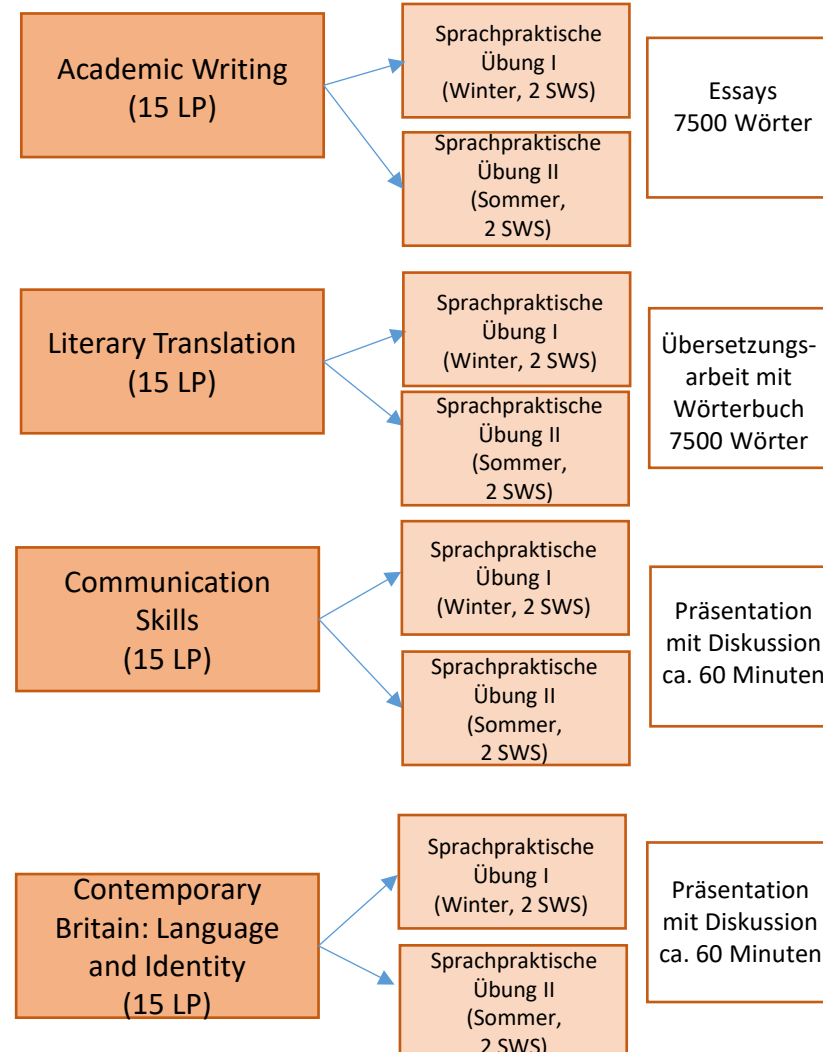 Academic Writing
(15 LP)
Sprachpraktische
Übung I
(Winter, 2 SWS)
Sprachpraktische
Übung II
(Sommer,
2 SWS)
Essays
7500 Wörter
Literary Translation
(15 LP)
Sprachpraktische
Übung I
(Winter, 2 SWS)
Sprachpraktische
Übung II
(Sommer,
2 SWS)
Übersetzungs-
arbeit mit
Wörterbuch
7500 Wörter
Communication
Skills
(15 LP)
Sprachpraktische
Übung I
(Winter, 2 SWS)
Sprachpraktische
Übung II
(Sommer,
2 SWS)
Präsentation
mit Diskussion
ca. 60 Minuten
Contemporary
Britain: Language
and Identity
(15 LP)
Sprachpraktische
Übung I
(Winter, 2 SWS)
Sprachpraktische
Übung II
(Sommer,
2 SWS)
Präsentation
mit Diskussion
ca. 60 Minuten